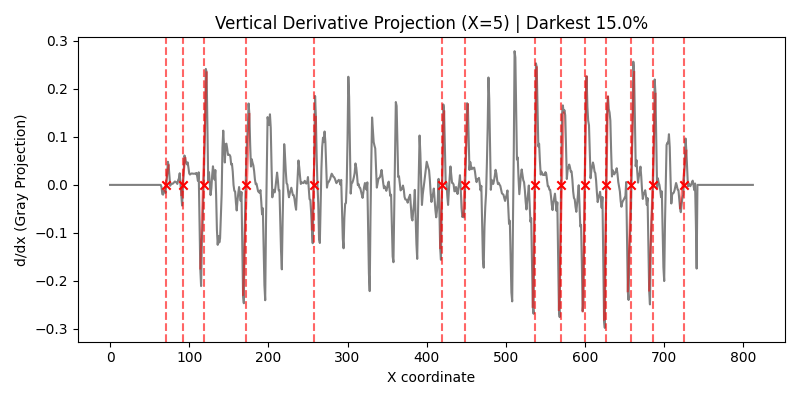 Vertical Derivative Projection (X=5) | Darkest 15.0%
0.3
0.2
0.1
0.0
−0.1
−0.2
−0.3
d/dx (Gray Projection)
0 100 200 300 400 500 600 700 800
X coordinate